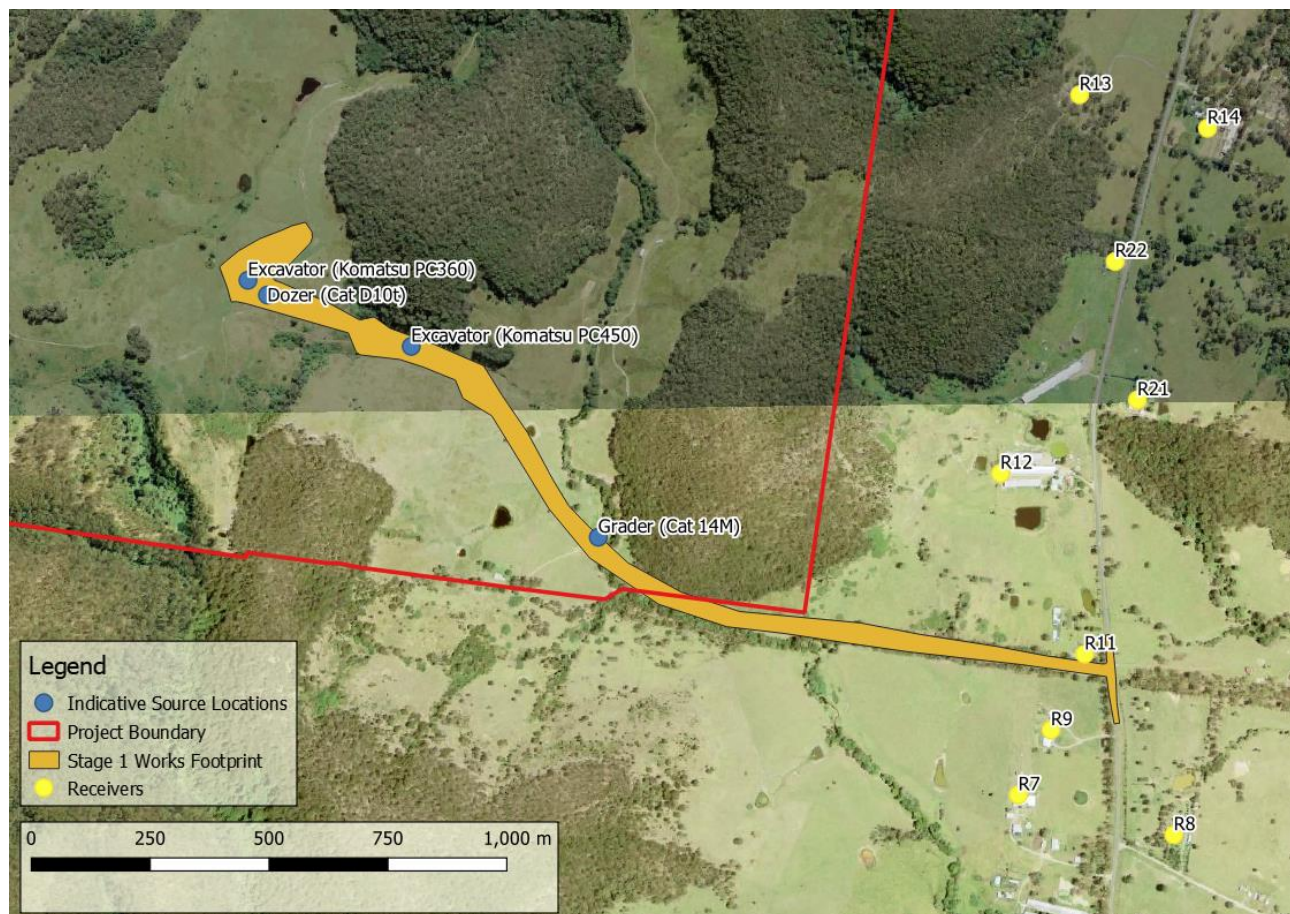 R13
R14
R22
Excavator (Komatsu PC360)
Dozer (Cat D10t)
Excavator (Komatsu PC450)
R21
R12
Grader (Cat 14M)
R11
R9
R7
R8
Legend
Indicative Source Locations
Project Boundary
Stage 1 Works Footprint
Receivers
0 250 500 750 1,000 m